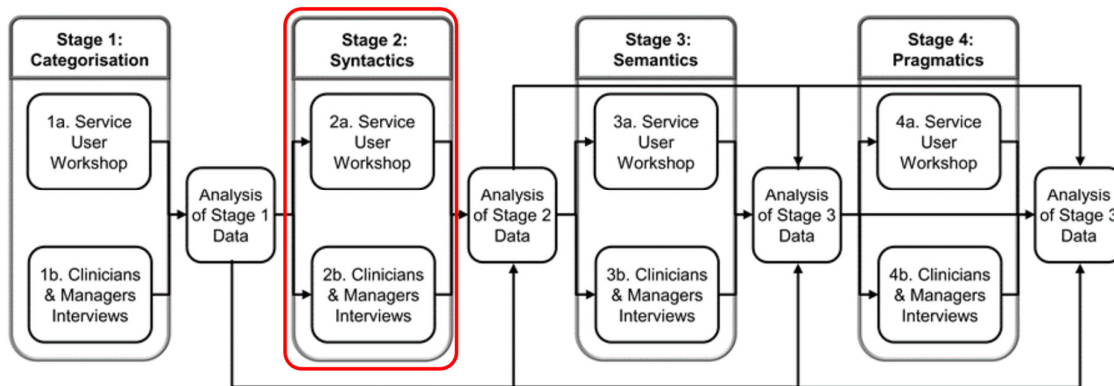 Stage 1:
Categorisation
1a. Service
User
Workshop
1b. Clinicians
& Managers
Interviews
Analysis
of Stage 1
Data
Stage 2:
Syntactics
2a. Service
User
Workshop
2b. Clinicians
& Managers
Interviews
Analysis
of Stage 2
Data
Stage 3:
Semantics
3a. Service
User
Workshop
3b. Clinicians
& Managers
Interviews
Analysis
of Stage 3
Data
Stage 4:
Pragmatics
4a. Service
User
Workshop
4b. Clinicians
& Managers
Interviews
Analysis
of Stage 3
Data